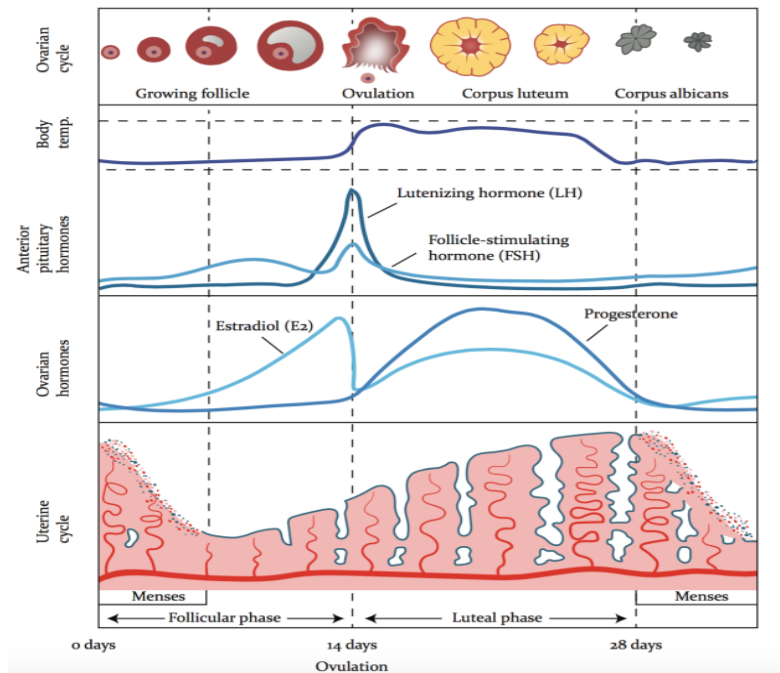 Ovarian
cycle
Growing follicle
Ovulation
Corpus luteum
Corpus albicans
Body
temp.
Anterior
pituitary
hormones
Lutenizing hormone (LH)
Follicle-stimulating
hormone (FSH)
Ovarian
hormones
Estradiol (E2)
Progesterone
Uterine
cycle
Menses
Menses
Follicular phase
Luteal phase
0 days
14 days
28 days
Ovulation